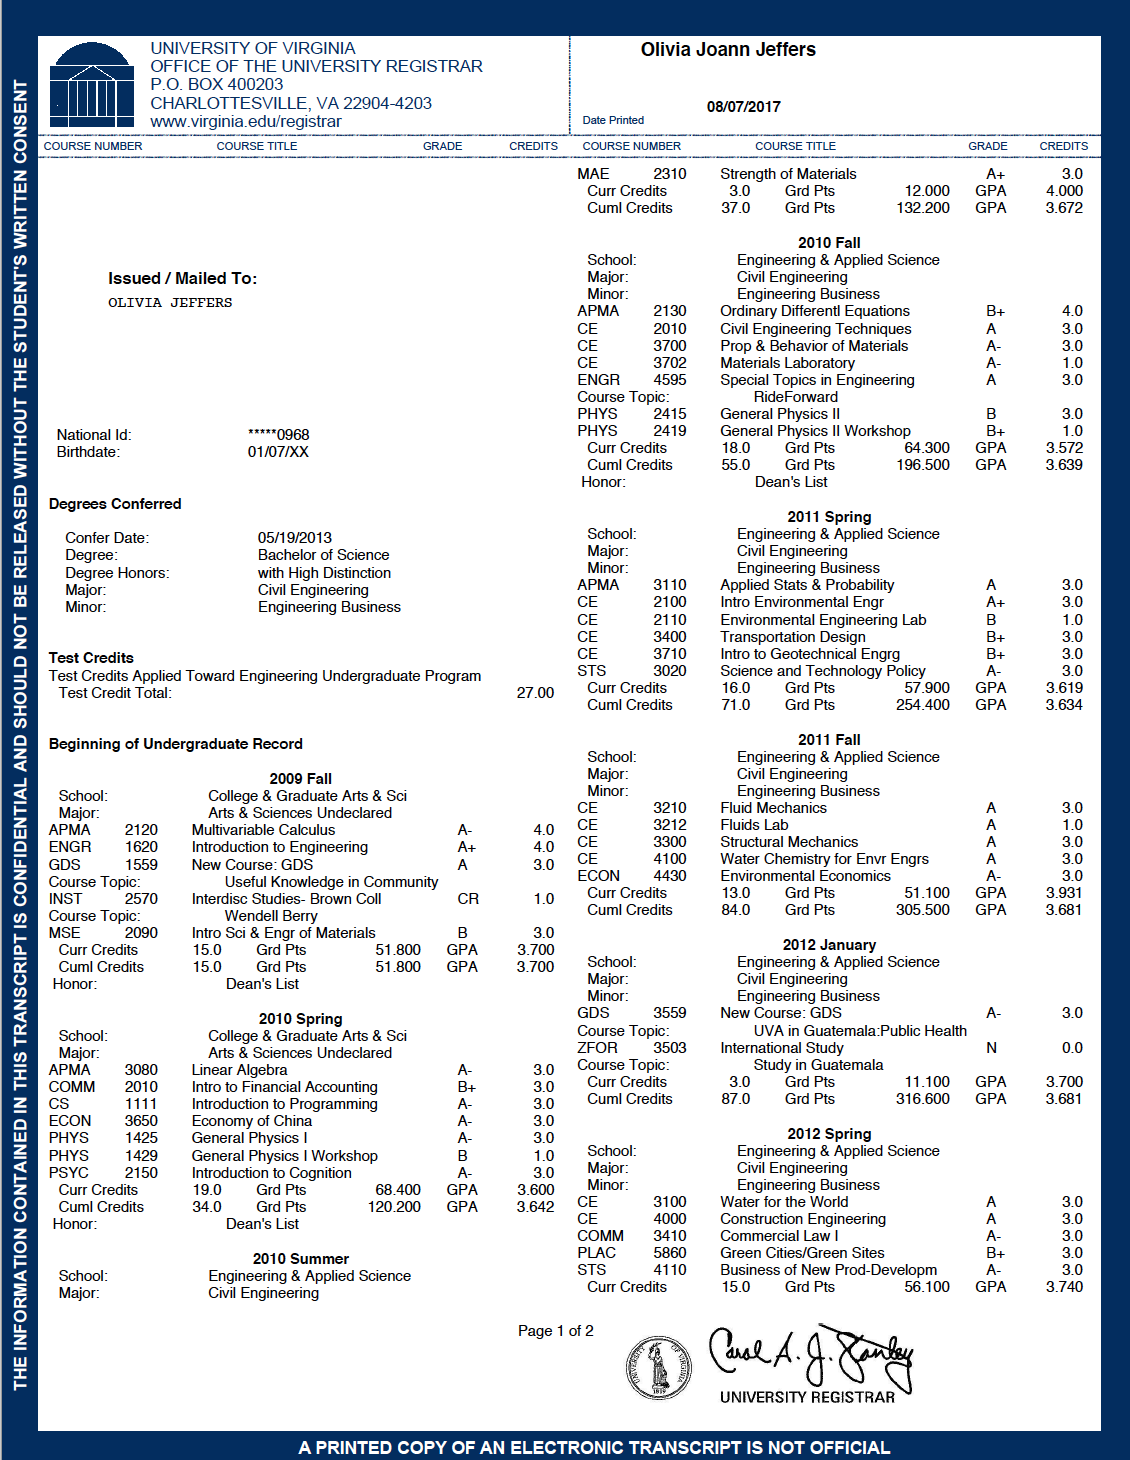 THE INFORMATION CONTAINED IN THIS TRANSCRIPT IS CONFIDENTIAL AND SHOULD NOT BE RELEASED WITHOUT THE STUDENT'S WRITTEN CONSENT
UNIVERSITY OF VIRGINIA
OFFICE OF THE UNIVERSITY REGISTRAR
P.O. BOX 400203
CHARLOTTESVILLE, VA 22904-4203
www.virginia.edu/registrar
Olivia Joann Jeffers
08/07/2017
Date Printed
COURSE NUMBER COURSE TITLE GRADE CREDITS COURSE NUMBER COURSE TITLE GRADE CREDITS
Issued / Mailed To:
OLIVIA JEFFERS
National Id: *****0968
Birthdate: 01/07/XX
Degrees Conferred
Confer Date: 05/19/2013
Degree: Bachelor of Science
Degree Honors: with High Distinction
Major: Civil Engineering
Minor: Engineering Business
Test Credits
Test Credits Applied Toward Engineering Undergraduate Program
Test Credit Total: 27.00
Beginning of Undergraduate Record
2009 Fall
School: College & Graduate Arts & Sci
Major: Arts & Sciences Undeclared
APMA 2120 Multivariable Calculus A- 4.0
ENGR 1620 Introduction to Engineering A+ 4.0
GDS 1559 New Course: GDS A 3.0
Course Topic: Useful Knowledge in Community
INST 2570 Interdisc Studies- Brown Coll CR 1.0
Course Topic: Wendell Berry
MSE 2090 Intro Sci & Engr of Materials B 3.0
Curr Credits 15.0 Grd Pts 51.800 GPA 3.700
Cuml Credits 15.0 Grd Pts 51.800 GPA 3.700
Honor: Dean's List
2010 Spring
School: College & Graduate Arts & Sci
Major: Arts & Sciences Undeclared
APMA 3080 Linear Algebra A- 3.0
COMM 2010 Intro to Financial Accounting B+ 3.0
CS 1111 Introduction to Programming A- 3.0
ECON 3650 Economy of China A- 3.0
PHYS 1425 General Physics I A- 3.0
PHYS 1429 General Physics I Workshop B 1.0
PSYC 2150 Introduction to Cognition A- 3.0
Curr Credits 19.0 Grd Pts 68.400 GPA 3.600
Cuml Credits 34.0 Grd Pts 120.200 GPA 3.642
Honor: Dean's List
2010 Summer
School: Engineering & Applied Science
Major: Civil Engineering
MAE 2310 Strength of Materials A+ 3.0
Curr Credits 3.0 Grd Pts 12.000 GPA 4.000
Cuml Credits 37.0 Grd Pts 132.200 GPA 3.672
2010 Fall
School: Engineering & Applied Science
Major: Civil Engineering
Minor: Engineering Business
APMA 2130 Ordinary Differentl Equations B+ 4.0
CE 2010 Civil Engineering Techniques A 3.0
CE 3700 Prop & Behavior of Materials A- 3.0
CE 3702 Materials Laboratory A- 1.0
ENGR 4595 Special Topics in Engineering A 3.0
Course Topic: RideForward
PHYS 2415 General Physics II B 3.0
PHYS 2419 General Physics II Workshop B+ 1.0
Curr Credits 18.0 Grd Pts 64.300 GPA 3.572
Cuml Credits 55.0 Grd Pts 196.500 GPA 3.639
Honor: Dean's List
2011 Spring
School: Engineering & Applied Science
Major: Civil Engineering
Minor: Engineering Business
APMA 3110 Applied Stats & Probability A 3.0
CE 2100 Intro Environmental Engr A+ 3.0
CE 2110 Environmental Engineering Lab B 1.0
CE 3400 Transportation Design B+ 3.0
CE 3710 Intro to Geotechnical Engrg B+ 3.0
STS 3020 Science and Technology Policy A- 3.0
Curr Credits 16.0 Grd Pts 57.900 GPA 3.619
Cuml Credits 71.0 Grd Pts 254.400 GPA 3.634
2011 Fall
School: Engineering & Applied Science
Major: Civil Engineering
Minor: Engineering Business
CE 3210 Fluid Mechanics A 3.0
CE 3212 Fluids Lab A 1.0
CE 3300 Structural Mechanics A 3.0
CE 4100 Water Chemistry for Envr Engrs A 3.0
ECON 4430 Environmental Economics A- 3.0
Curr Credits 13.0 Grd Pts 51.100 GPA 3.931
Cuml Credits 84.0 Grd Pts 305.500 GPA 3.681
2012 January
School: Engineering & Applied Science
Major: Civil Engineering
Minor: Engineering Business
GDS 3559 New Course: GDS A- 3.0
Course Topic: UVA in Guatemala:Public Health
ZFOR 3503 International Study N 0.0
Course Topic: Study in Guatemala
Curr Credits 3.0 Grd Pts 11.100 GPA 3.700
Cuml Credits 87.0 Grd Pts 316.600 GPA 3.681
2012 Spring
School: Engineering & Applied Science
Major: Civil Engineering
Minor: Engineering Business
CE 3100 Water for the World A 3.0
CE 4000 Construction Engineering A 3.0
COMM 3410 Commercial Law I A- 3.0
PLAC 5860 Green Cities/Green Sites B+ 3.0
STS 4110 Business of New Prod-Developm A- 3.0
Curr Credits 15.0 Grd Pts 56.100 GPA 3.740
Page 1 of 2
UNIVERSITY OF VIRGINIA
1819
Carol A. J. Stanley
UNIVERSITY REGISTRAR
A PRINTED COPY OF AN ELECTRONIC TRANSCRIPT IS NOT OFFICIAL